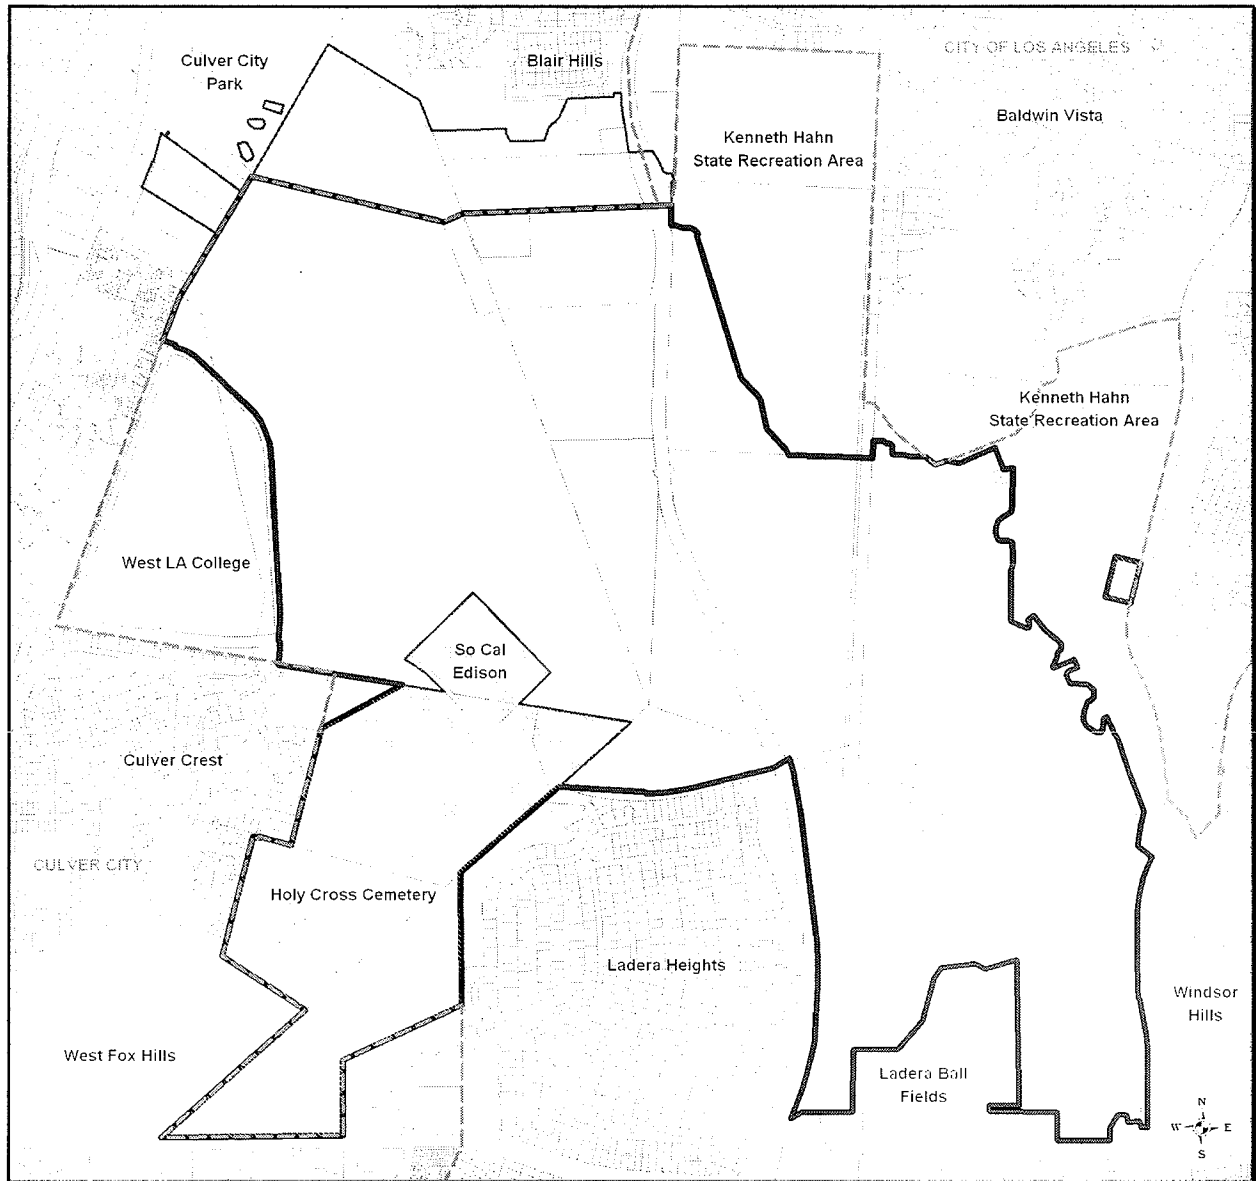 Culver City
Park
Blair Hills
CITY OF LOS ANGELES
Baldwin Vista
Kenneth Hahn
State Recreation Area
Kenneth Hahn
State Recreation Area
West LA College
So Cal
Edison
Culver Crest
CULVER CITY
Holy Cross Cemetery
Ladera Heights
Windsor
Hills
West Fox Hills
Ladera Ball
Fields
N
W E
S